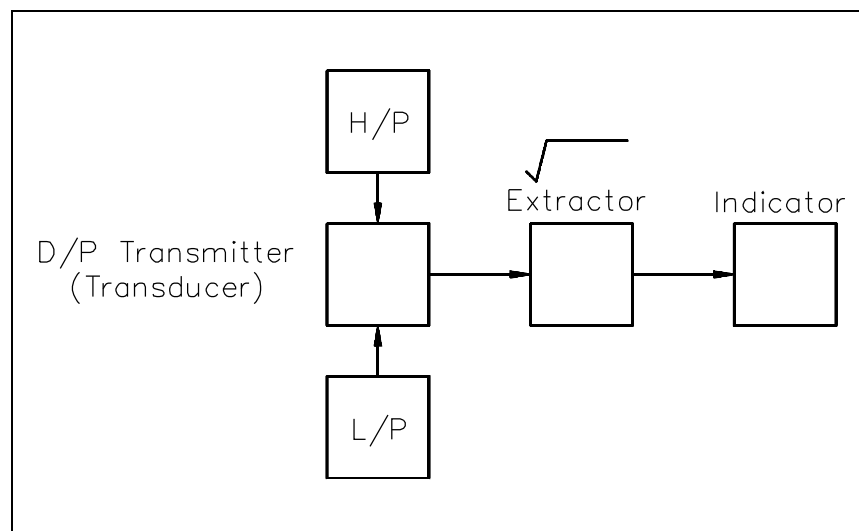 H/P
√
Extractor
Indicator
D/P Transmitter
(Transducer)
L/P